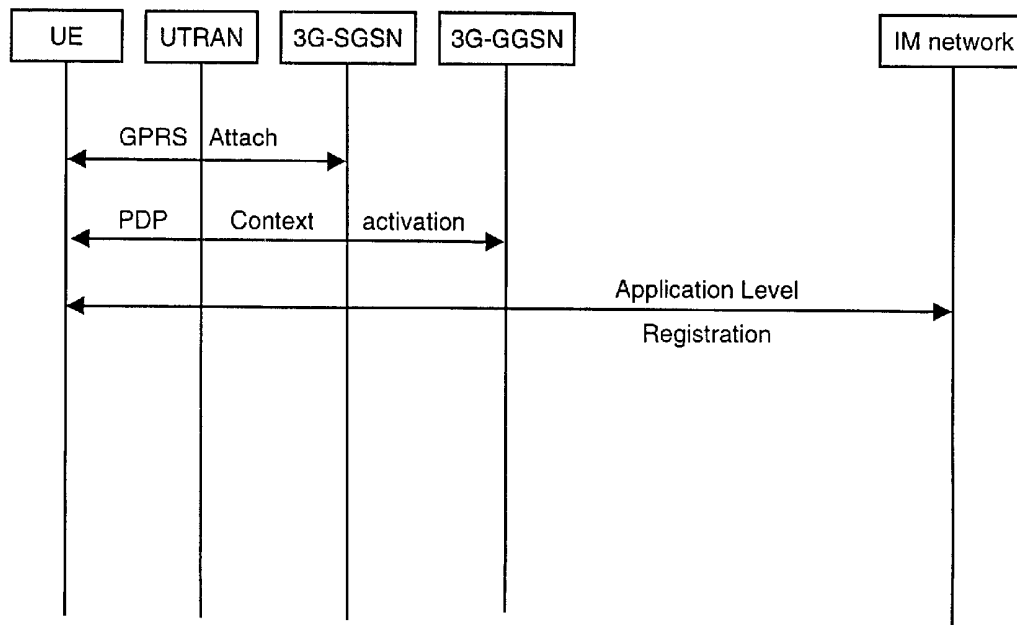 UE UTRAN 3G-SGSN 3G-GGSN IM network
GPRS Attach
PDP Context activation
Application Level
Registration